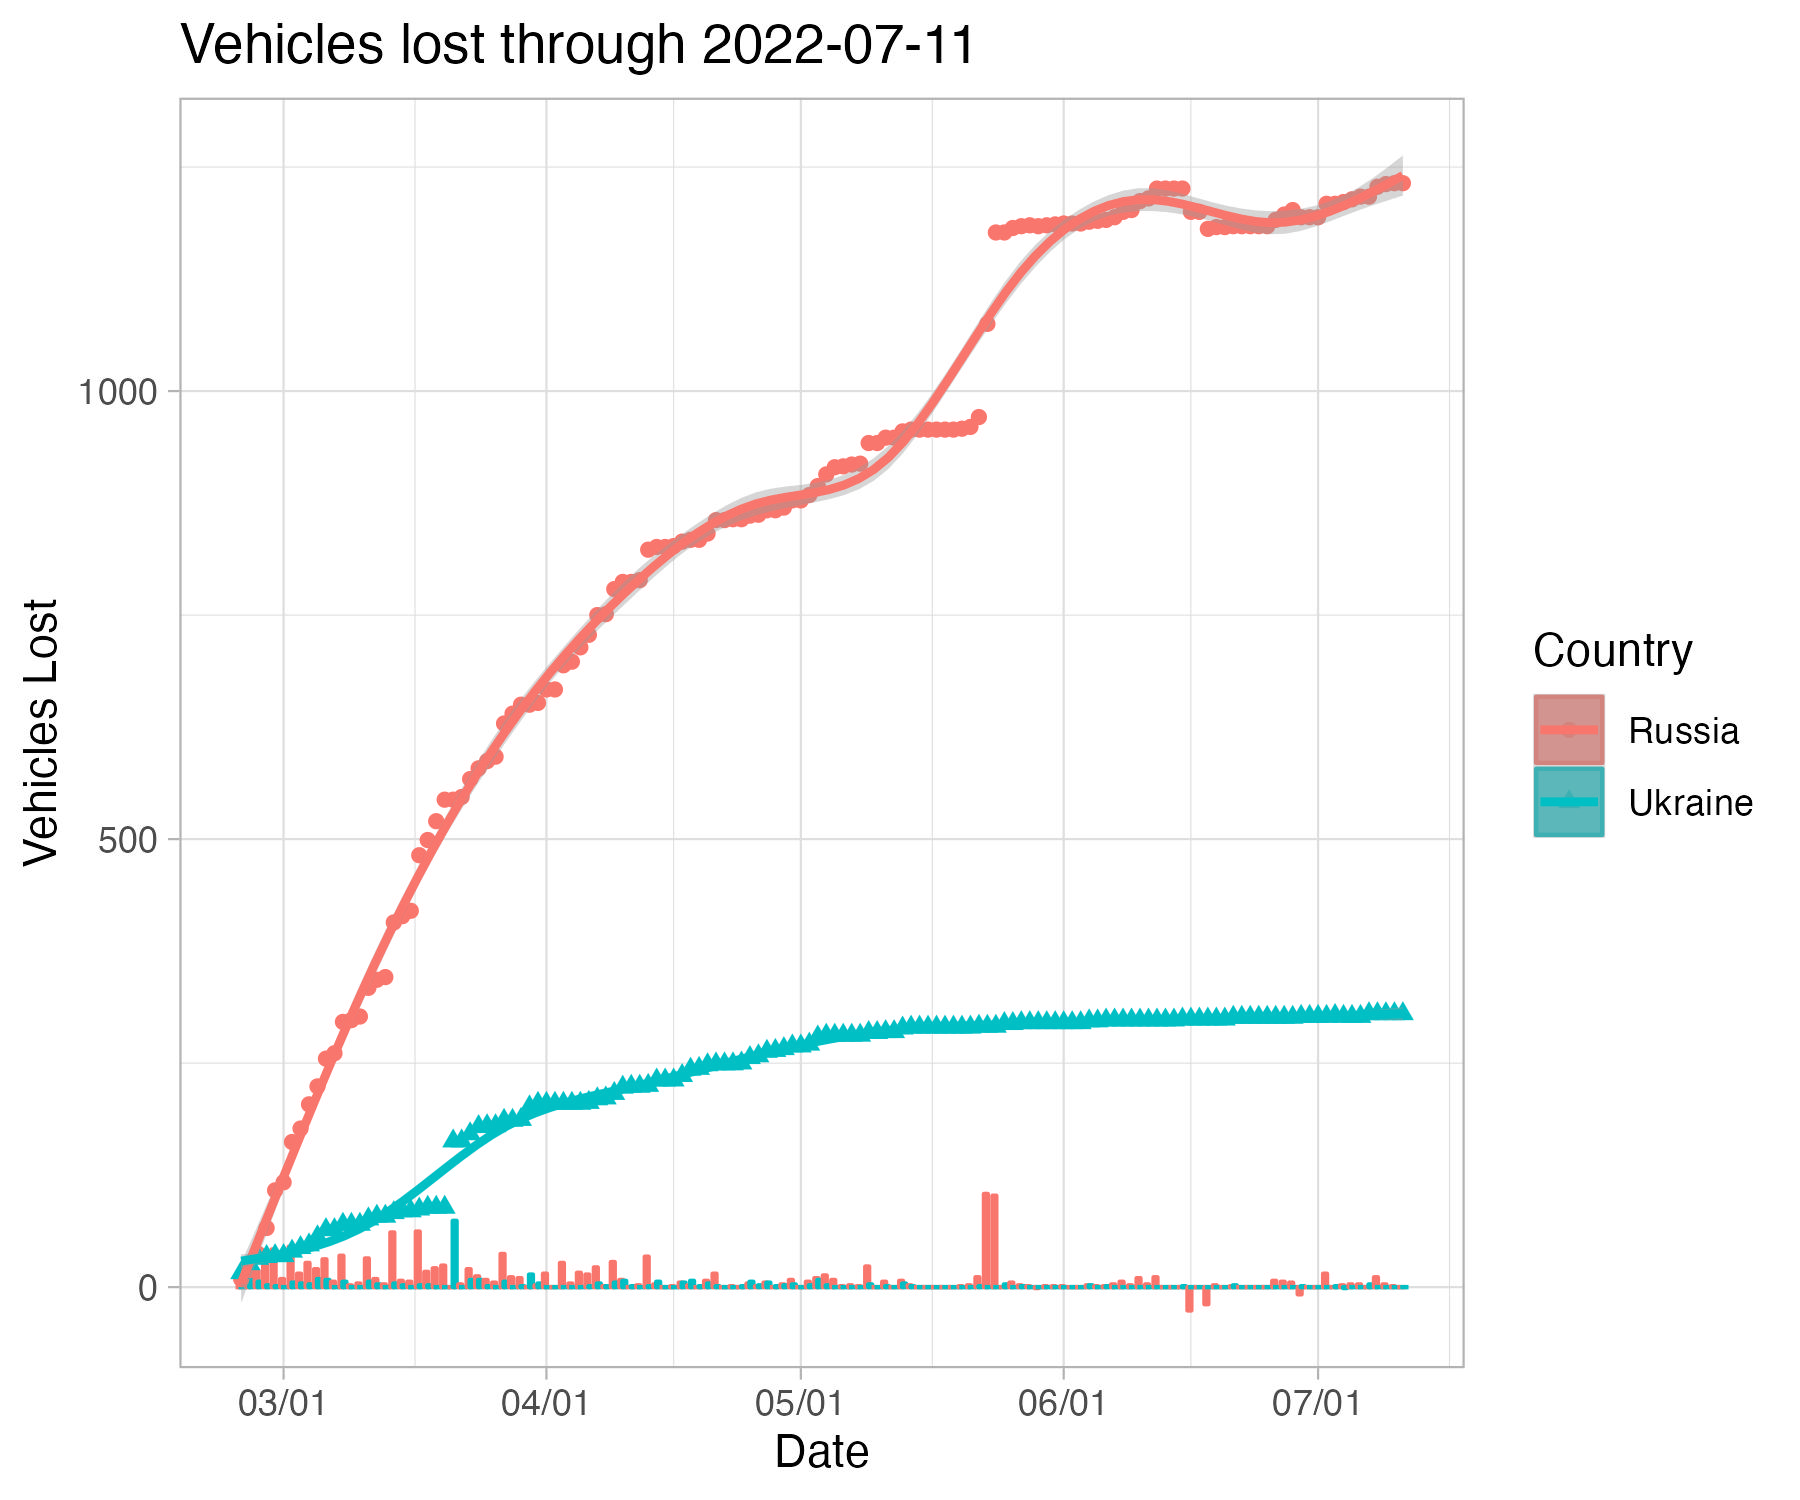 Vehicles lost through 2022-07-11
Vehicles Lost
1000
500
0
03/01 04/01 05/01 06/01 07/01
Date
Country
Russia
Ukraine